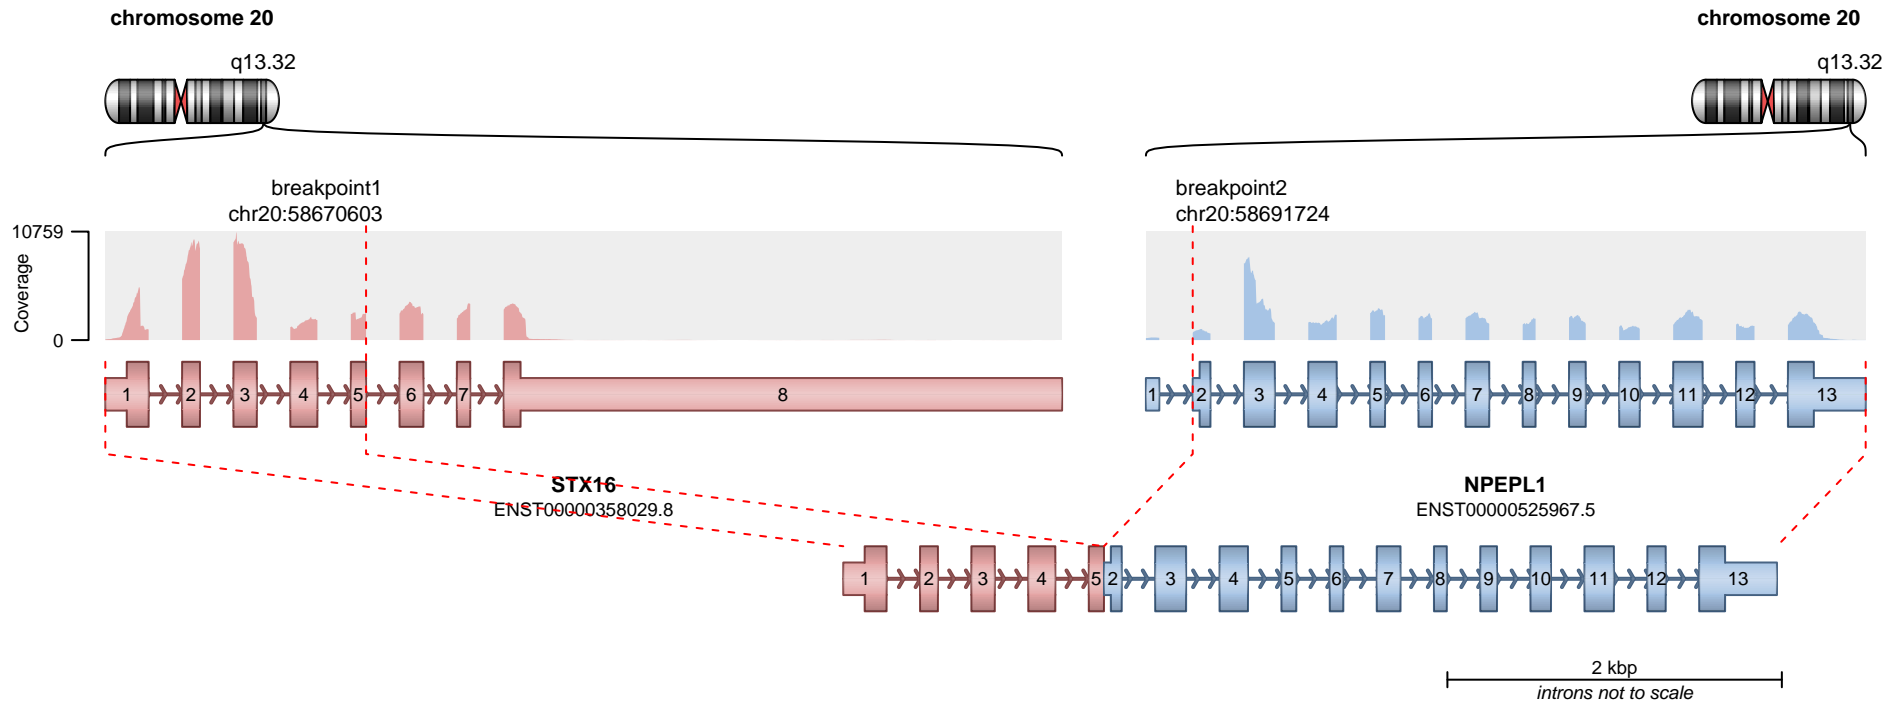 chromosome 20
chromosome 20
q13.32
q13.32
breakpoint1
chr20:58670603
breakpoint2
chr20:58691724
10759
Coverage
0
1 2 3 4 5 6 7 8
1 2 3 4 5 6 7 8 9 10 11 12 13
STX16
ENST00000358029.8
NPEPL1
ENST00000525967.5
1 2 3 4 5 2 3 4 5 6 7 8 9 10 11 12 13
2 kbp
introns not to scale